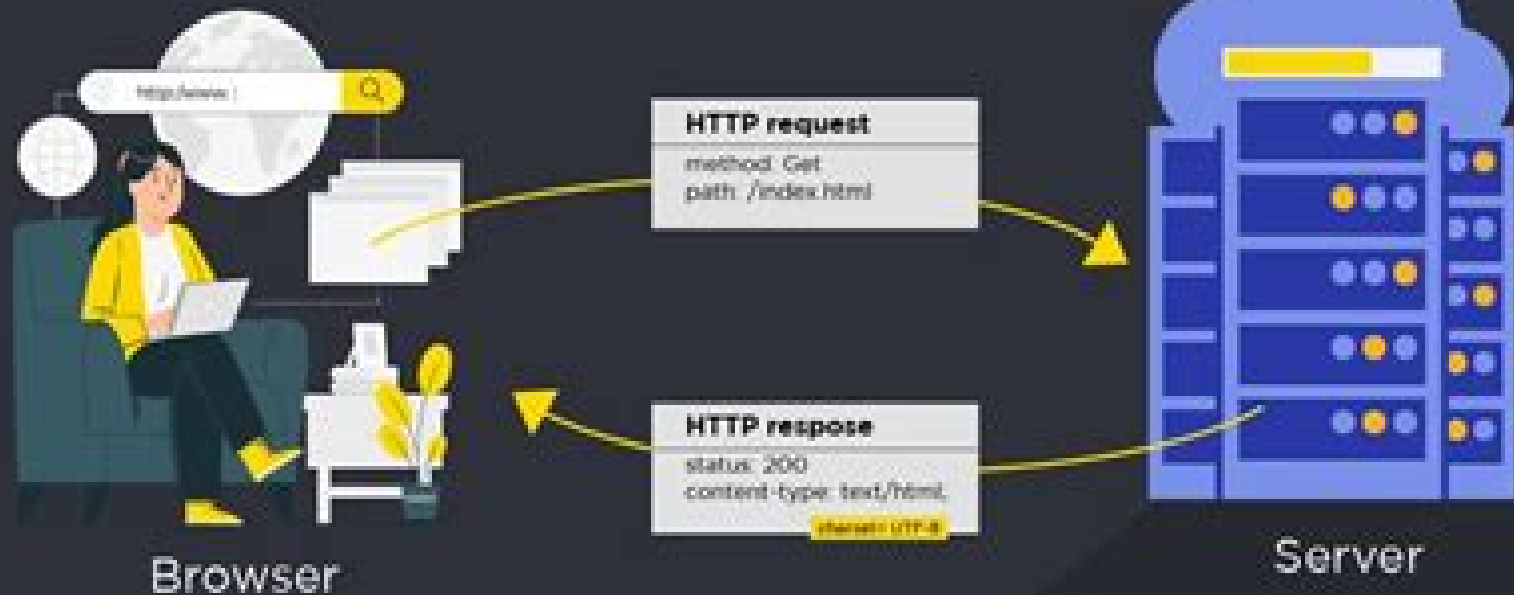 http://www.
HTTP request
method: Get
path: /index.html
HTTP respose
status: 200
content-type: text/html,
charset= UTF-8
Browser
Server